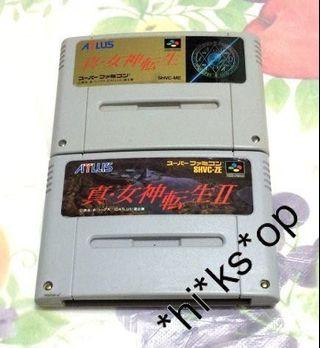 ATLUS
真・女神転生
スーパーファミコン
SHVC-ME
ATLUS
スーパーファミコン
SHVC-ZE
真・女神転生II
*hi*ks*op